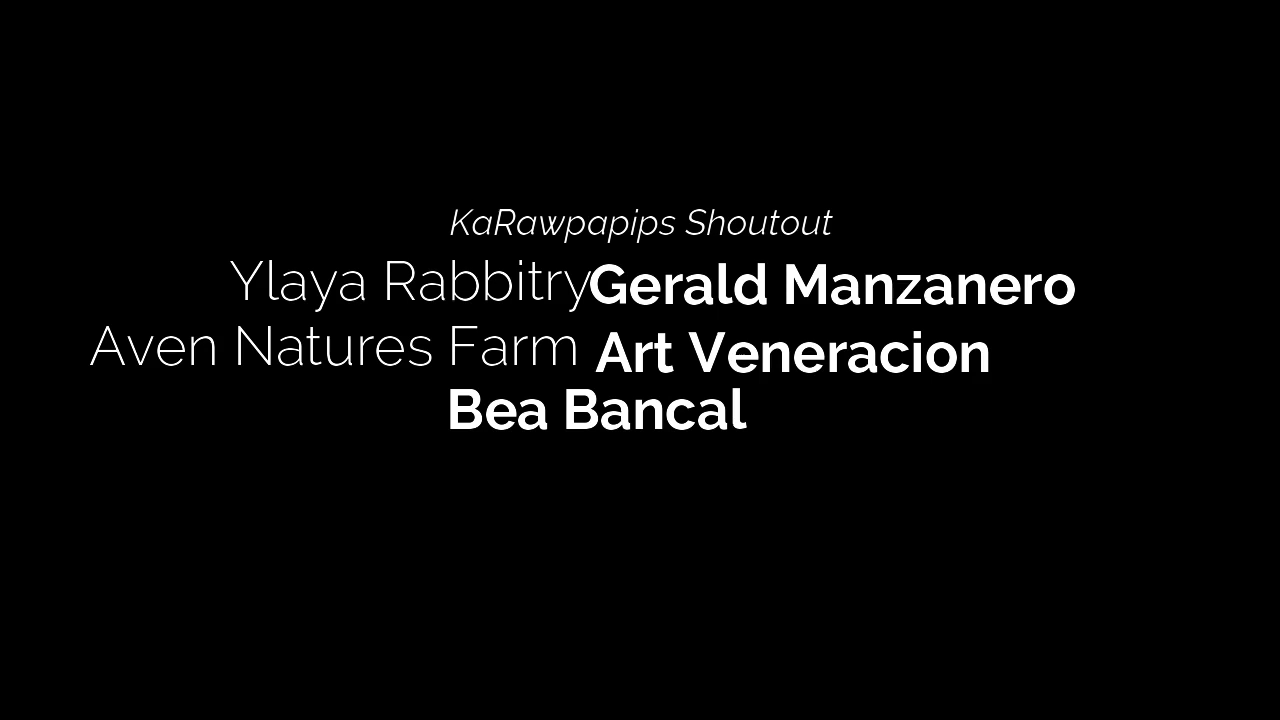 KaRawpapips Shoutout
Ylaya Rabbitry Gerald Manzanero
Aven Natures Farm Art Veneracion
Bea Bancal